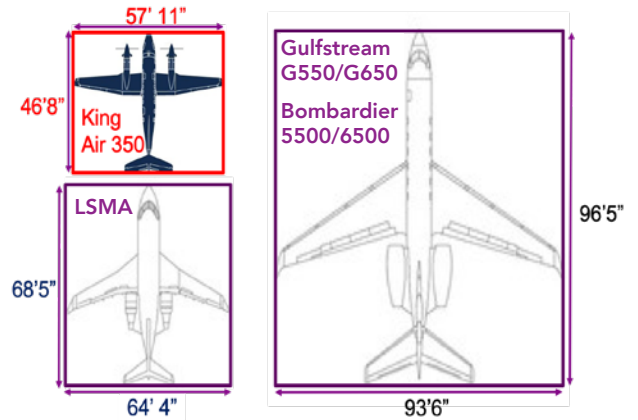 57' 11"
46'8"
King
Air 350
LSMA
68'5"
64' 4"
Gulfstream
G550/G650
Bombardier
5500/6500
96'5"
93'6"